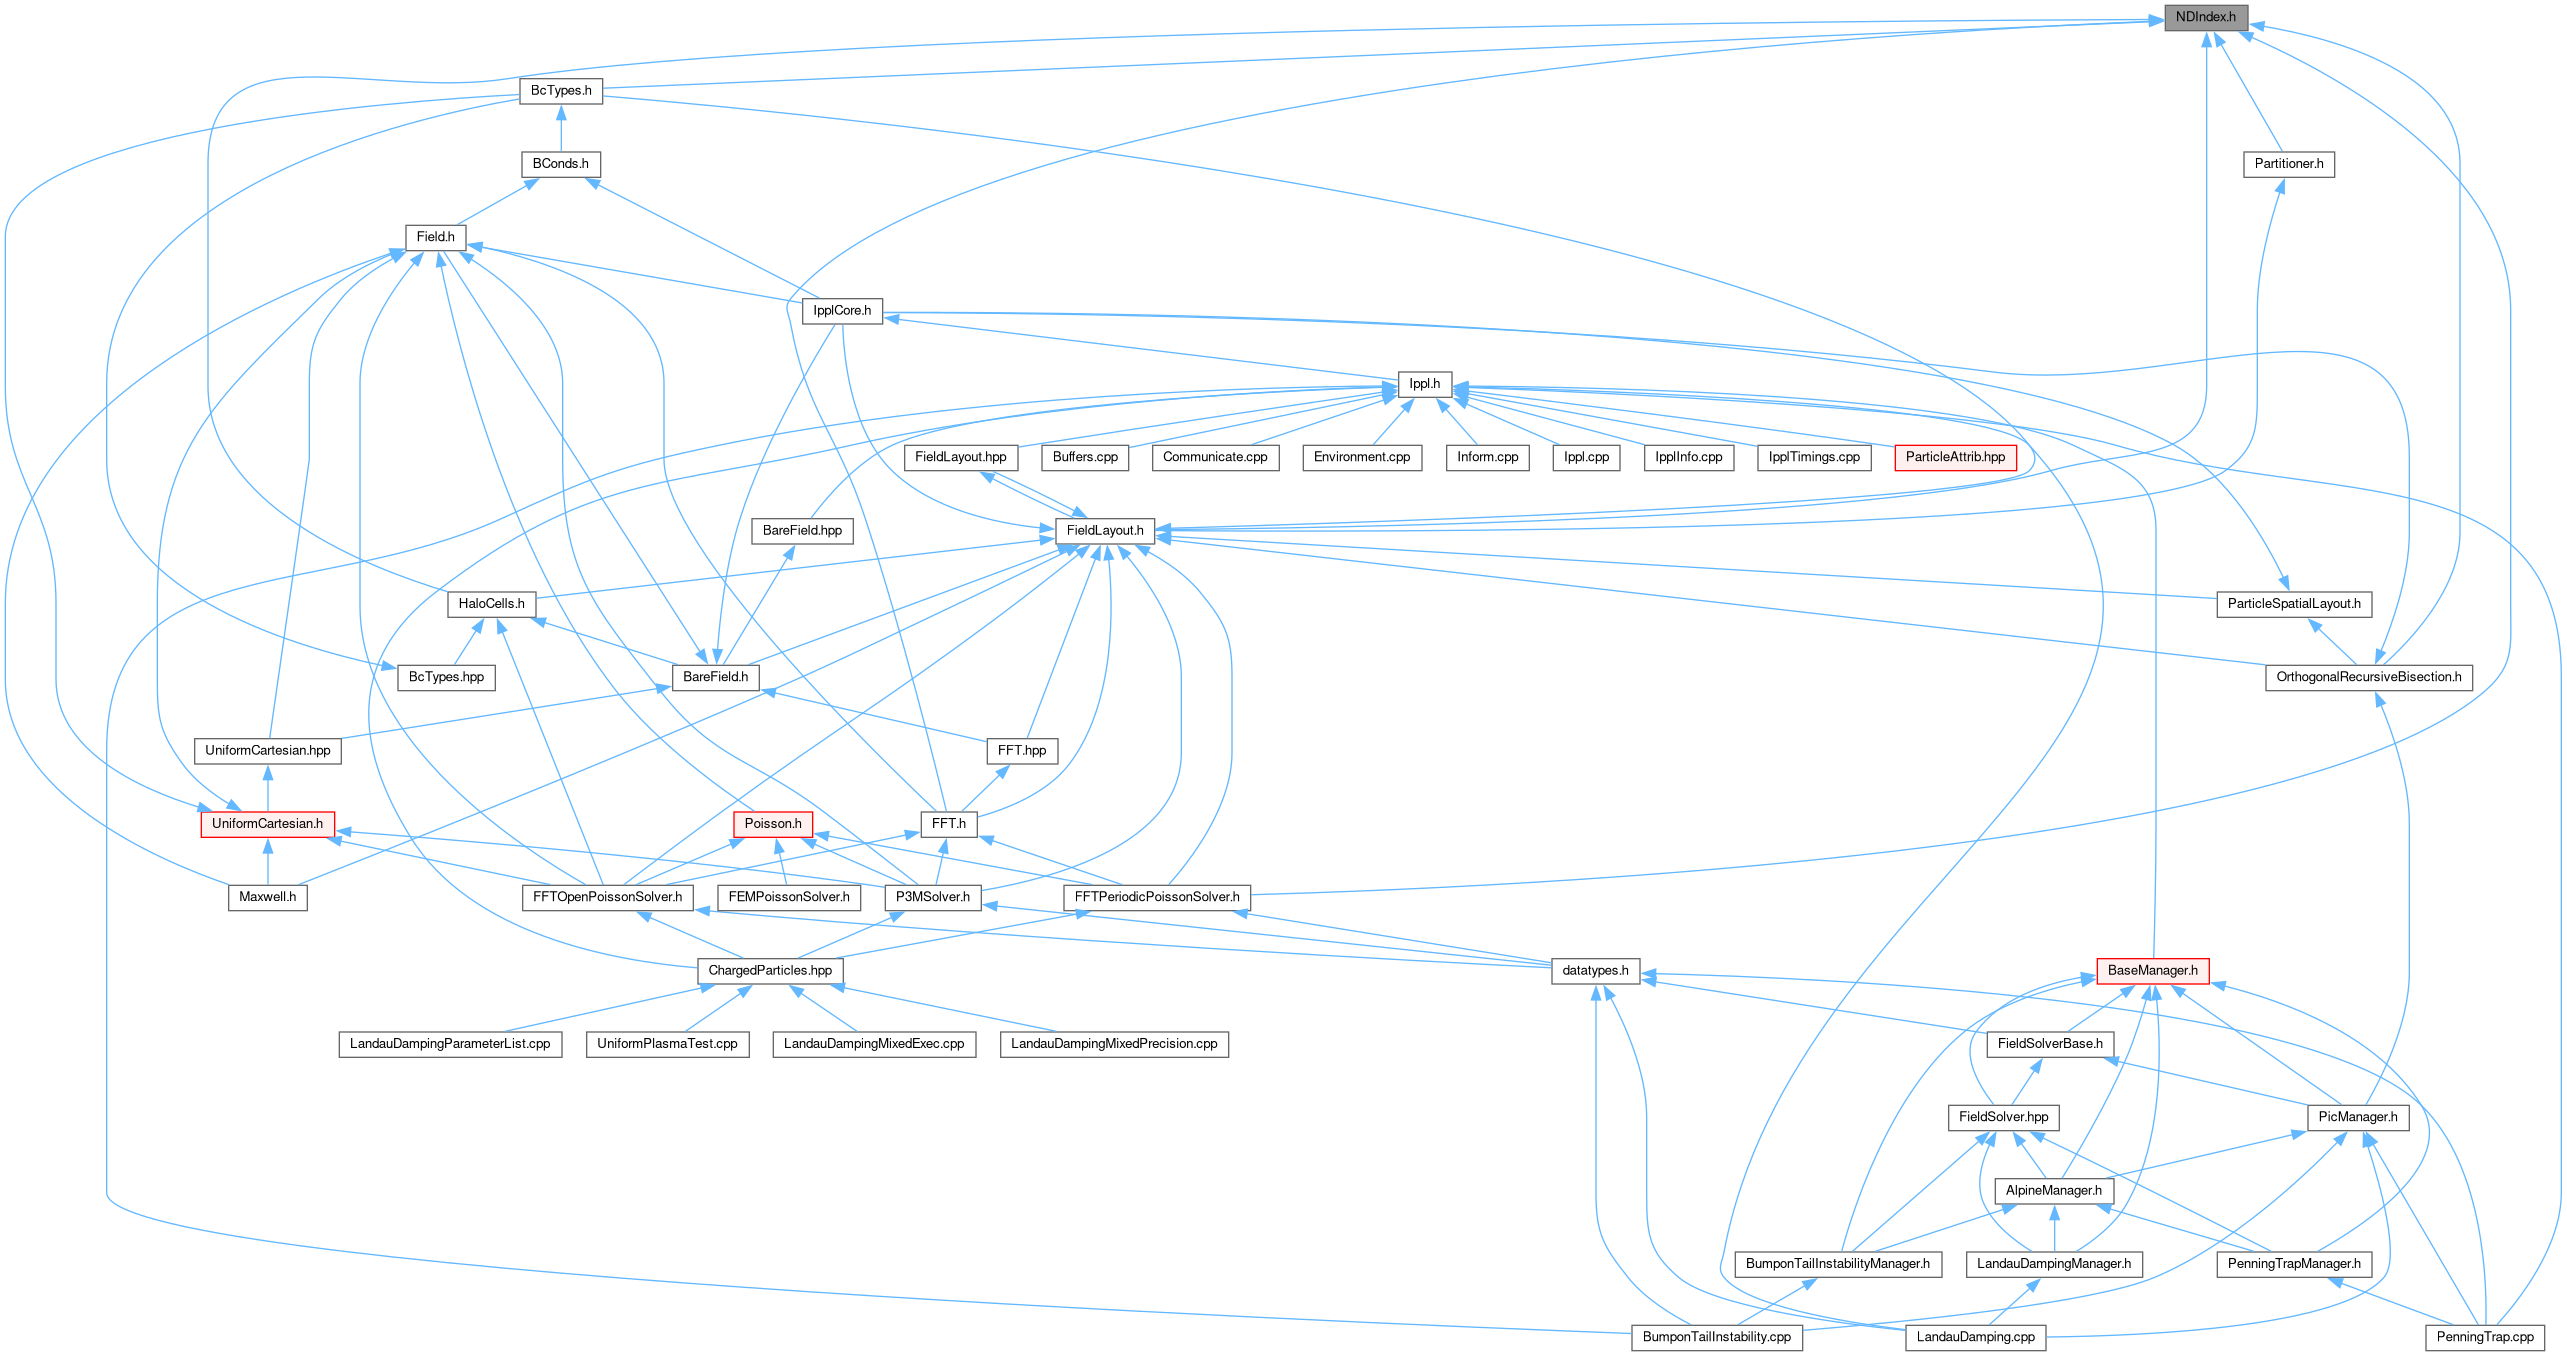 NDIndex.h
BcTypes.h
BConds.h
Partitioner.h
Field.h
IpplCore.h
Ippl.h
FieldLayout.hpp
Buffers.cpp
Communicate.cpp
Environment.cpp
Inform.cpp
Ippl.cpp
IpplInfo.cpp
IpplTimings.cpp
ParticleAttrib.hpp
BareField.hpp
FieldLayout.h
HaloCells.h
ParticleSpatialLayout.h
BcTypes.hpp
BareField.h
OrthogonalRecursiveBisection.h
UniformCartesian.hpp
FFT.hpp
UniformCartesian.h
Poisson.h
FFT.h
Maxwell.h
FFTOpenPoissonSolver.h
FEMPoissonSolver.h
P3MSolver.h
FFTPeriodicPoissonSolver.h
ChargedParticles.hpp
datatypes.h
BaseManager.h
LandauDampingParameterList.cpp
UniformPlasmaTest.cpp
LandauDampingMixedExec.cpp
LandauDampingMixedPrecision.cpp
FieldSolverBase.h
FieldSolver.hpp
PicManager.h
AlpineManager.h
BumponTailInstabilityManager.h
LandauDampingManager.h
PenningTrapManager.h
BumponTailInstability.cpp
LandauDamping.cpp
PenningTrap.cpp